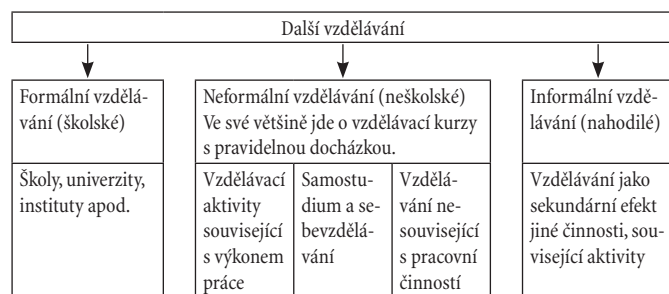 Další vzdělávání
Formální vzdělá-
vání (školské)
Neformální vzdělávání (neškolské)
Ve své většině jde o vzdělávací kurzy
s pravidelnou docházkou.
Informální vzdě-
lávání (nahodilé)
Školy, univerzity,
instituty apod.
Vzdělávací
aktivity
související
s výkonem
práce
Samostu-
dium a se-
bevzdělá-
vání
Vzdělá-
vání ne-
související
s pracovní
činností
Vzdělávání jako
sekundární efekt
jiné činnosti, sou-
visející aktivity